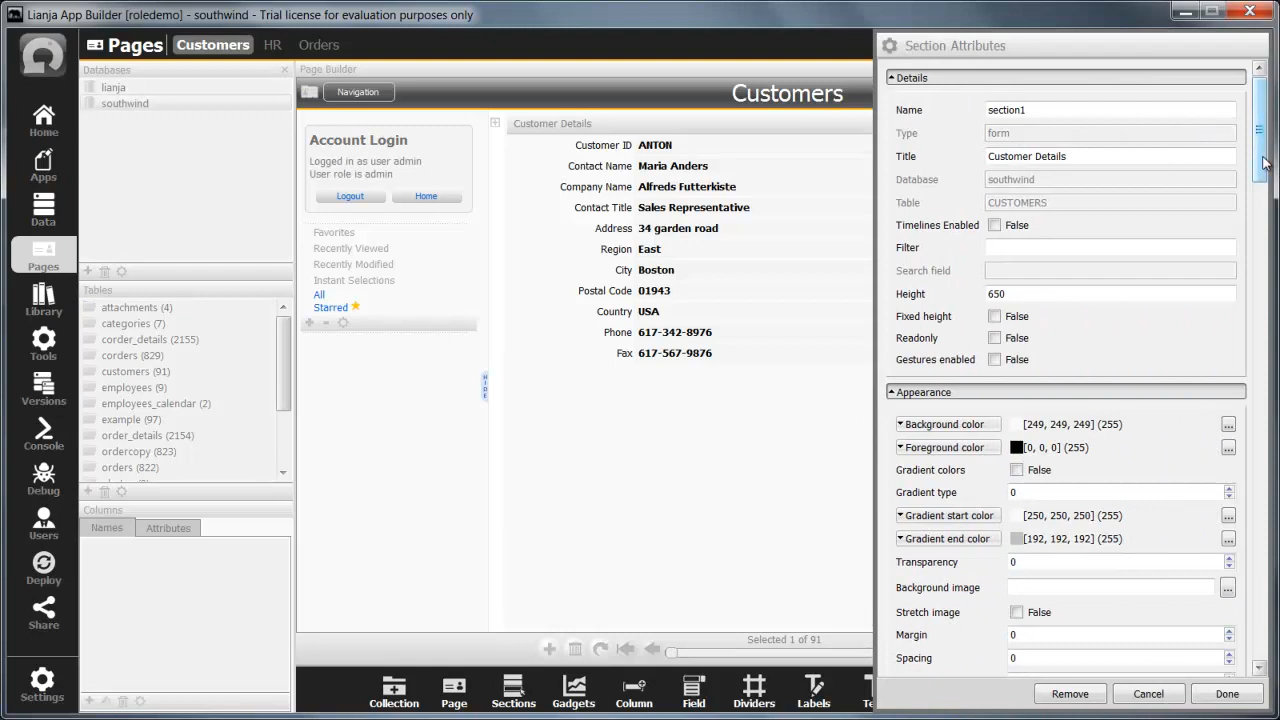 Lianja App Builder [roledemo] - southwind - Trial license for evaluation purposes only
Pages Customers HR Orders
Home
Apps
Data
Pages
Library
Tools
Versions
Console
Debug
Users
Deploy
Share
Settings
Databases
lianja
southwind
Tables
attachments (4)
categories (7)
corder_details (2155)
corders (829)
customers (91)
employees (9)
employees_calendar (2)
example (97)
order_details (2154)
ordercopy (823)
orders (822)
Columns
Names Attributes
Page Builder
Navigation
Customers
Account Login
Logged in as user admin
User role is admin
Logout Home
Favorites
Recently Viewed
Recently Modified
Instant Selections
All
Starred
HIDE
Customer Details
Customer ID ANTON
Contact Name Maria Anders
Company Name Alfreds Futterkiste
Contact Title Sales Representative
Address 34 garden road
Region East
City Boston
Postal Code 01943
Country USA
Phone 617-342-8976
Fax 617-567-9876
Selected 1 of 91
Collection Page Sections Gadgets Column Field Dividers Labels
Section Attributes
Details
Name section1
Type form
Title Customer Details
Database southwind
Table CUSTOMERS
Timelines Enabled False
Filter
Search field
Height 650
Fixed height False
Readonly False
Gestures enabled False
Appearance
Background color [249, 249, 249] (255) ...
Foreground color [0, 0, 0] (255) ...
Gradient colors False
Gradient type 0
Gradient start color [250, 250, 250] (255) ...
Gradient end color [192, 192, 192] (255) ...
Transparency 0
Background image ...
Stretch image False
Margin 0
Spacing 0
Remove Cancel Done